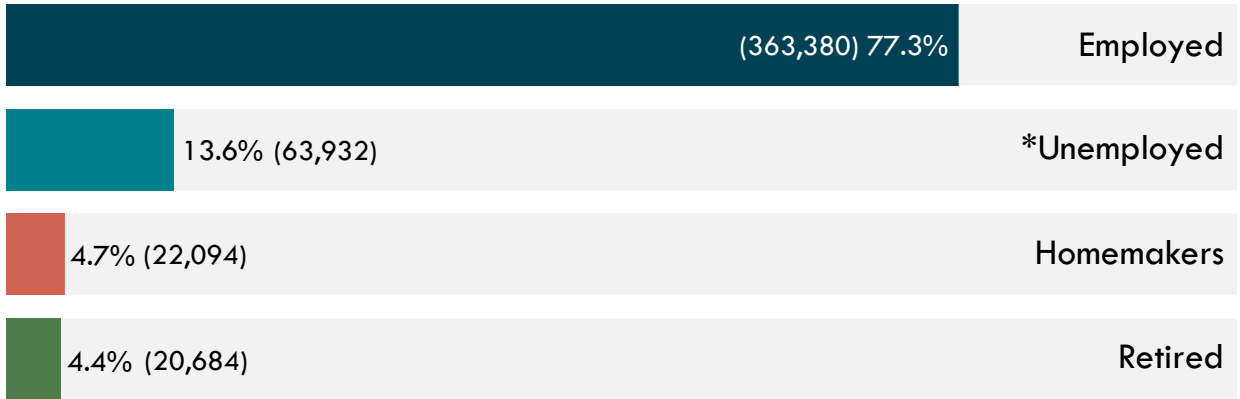 (363,380) 77.3% Employed
13.6% (63,932) *Unemployed
4.7% (22,094) Homemakers
4.4% (20,684) Retired